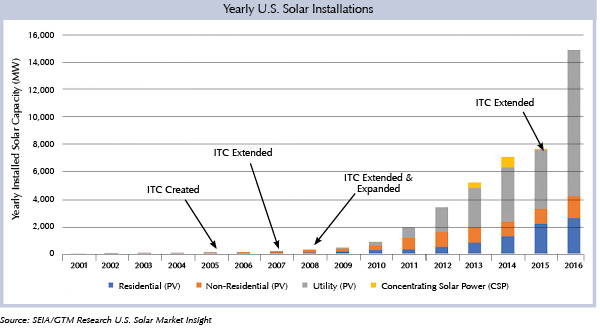 Yearly U.S. Solar Installations
Yearly Installed Solar Capacity (MW)
16,000
14,000
12,000
10,000
8,000
6,000
4,000
2,000
0
ITC Created
ITC Extended
ITC Extended &
Expanded
ITC Extended
2001 2002 2003 2004 2005 2006 2007 2008 2009 2010 2011 2012 2013 2014 2015 2016
Residential (PV) Non-Residential (PV) Utility (PV) Concentrating Solar Power (CSP)
Source: SEIA/GTM Research U.S. Solar Market Insight